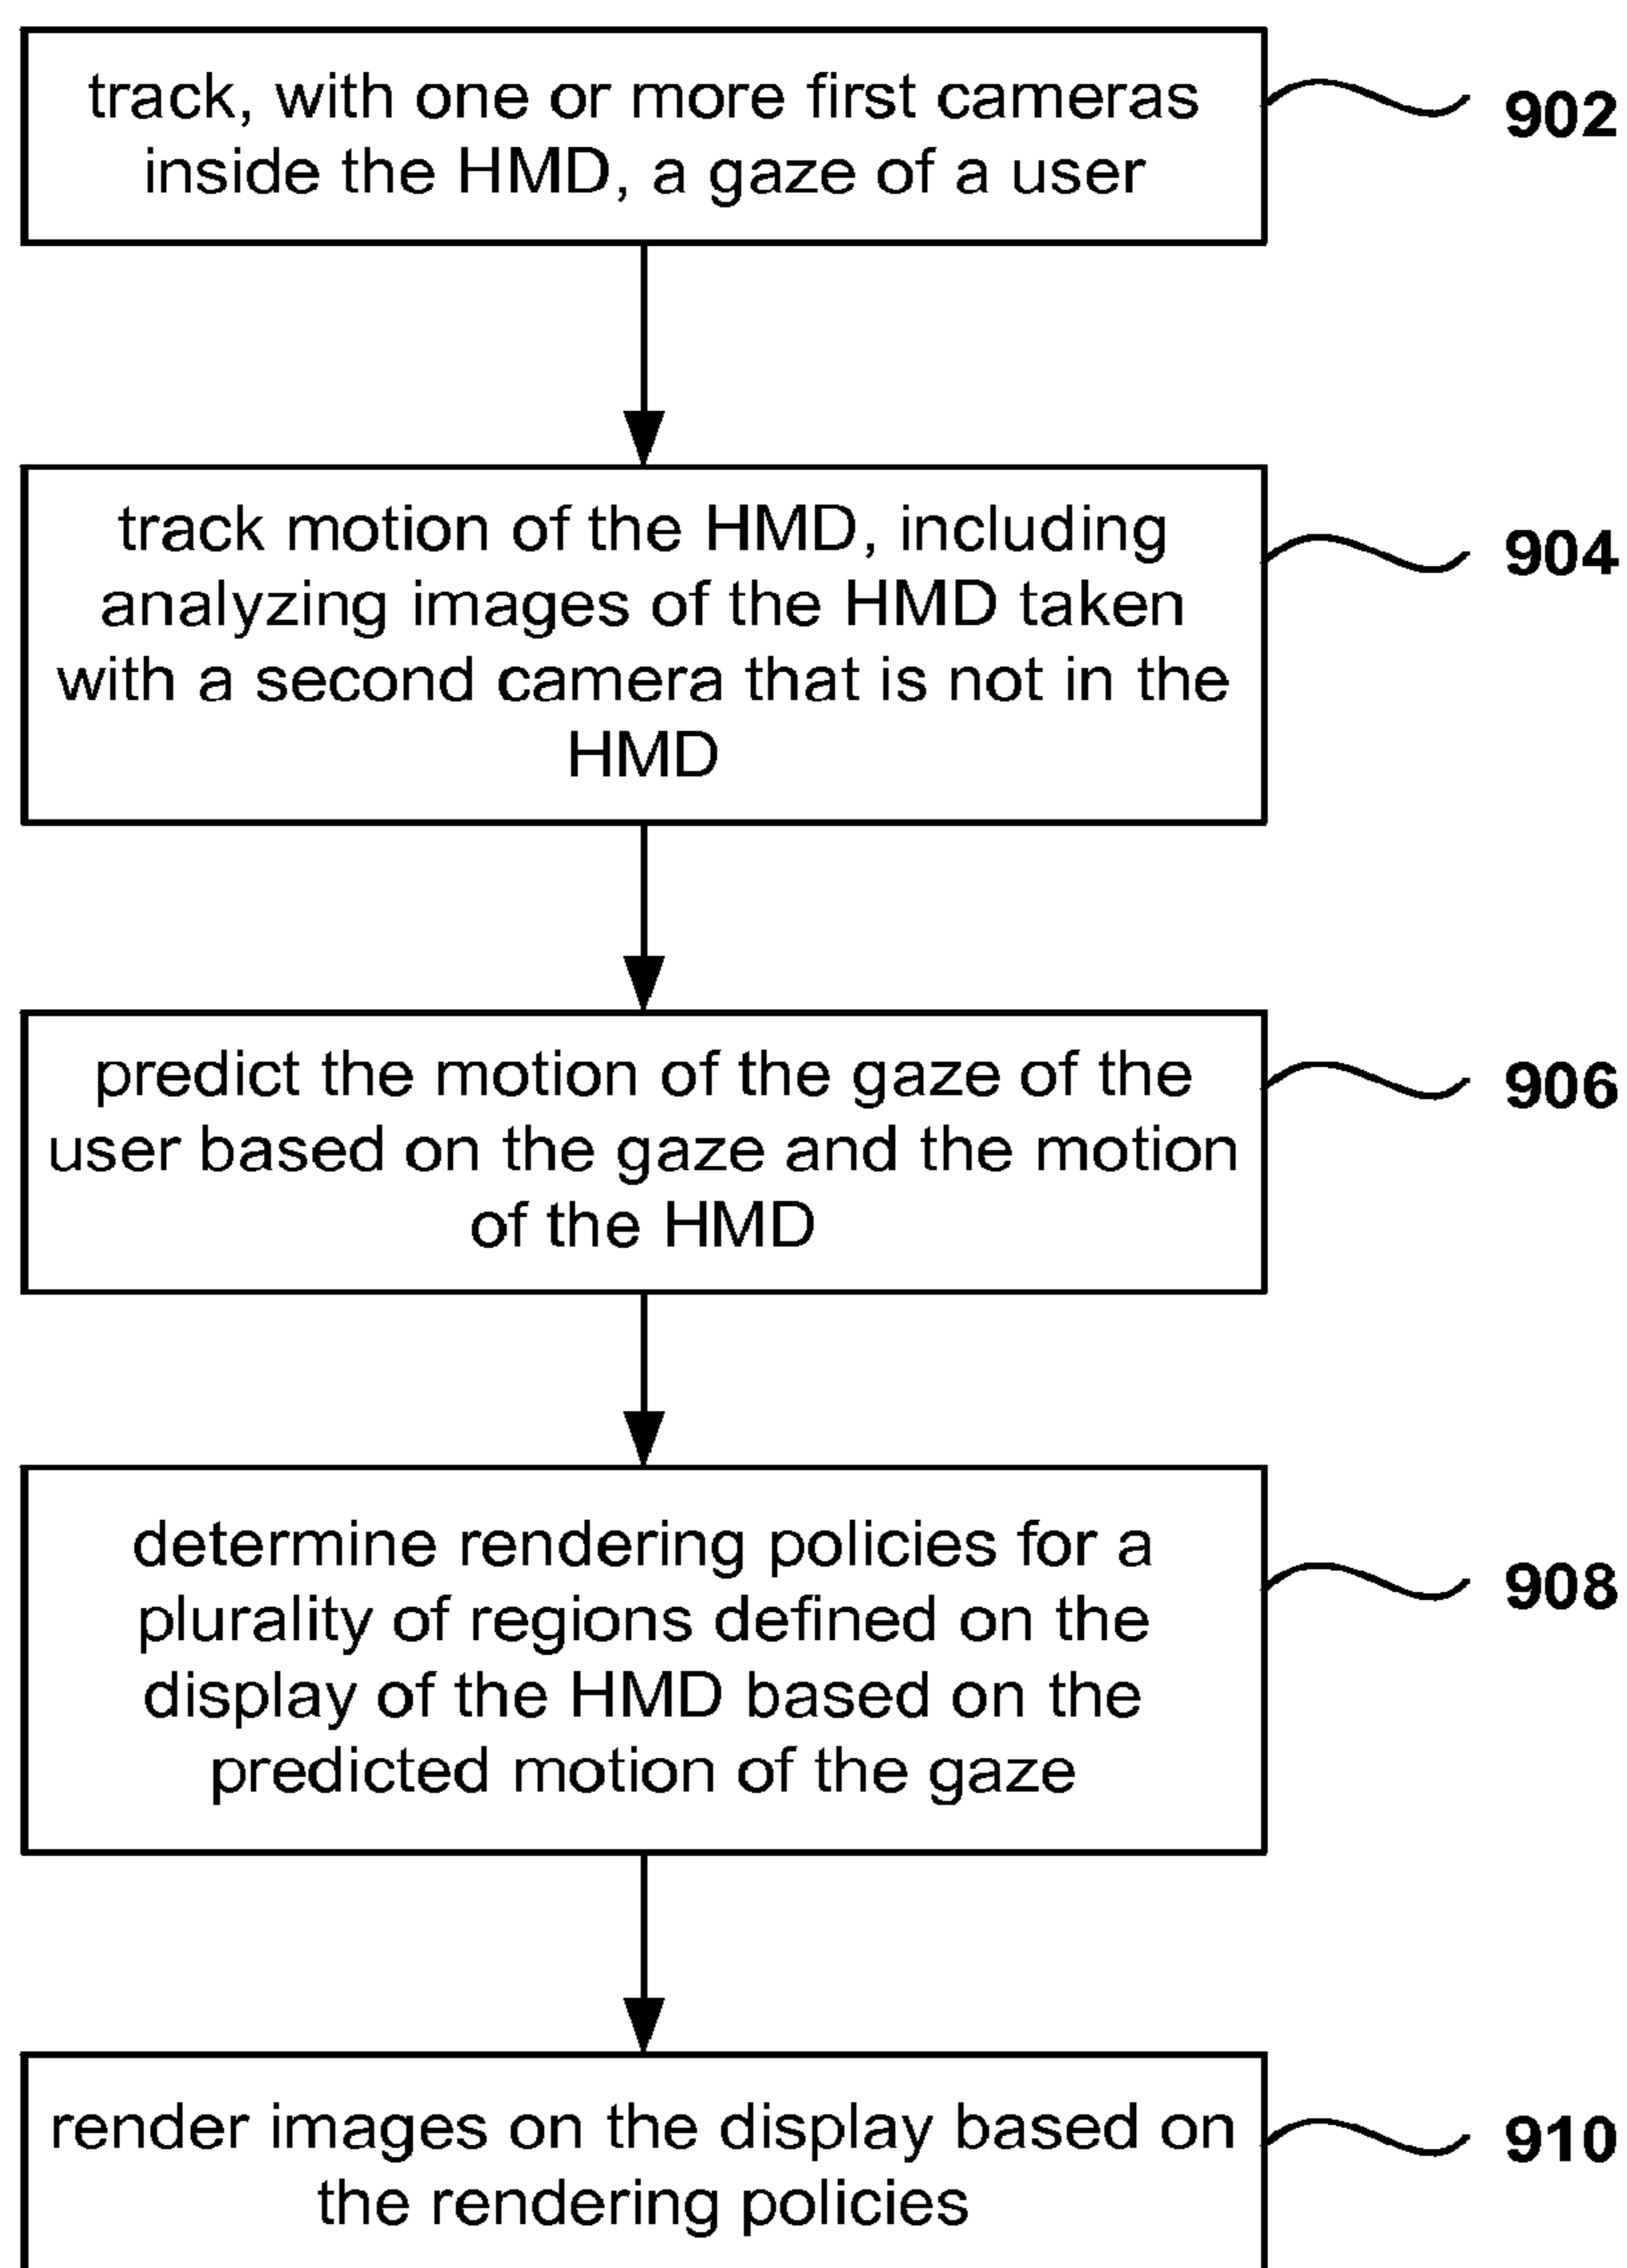 track, with one or more first cameras
inside the HMD, a gaze of a user
902
track motion of the HMD, including
analyzing images of the HMD taken
with a second camera that is not in the
HMD
904
predict the motion of the gaze of the
user based on the gaze and the motion
of the HMD
906
determine rendering policies for a
plurality of regions defined on the
display of the HMD based on the
predicted motion of the gaze
908
render images on the display based on
the rendering policies
910